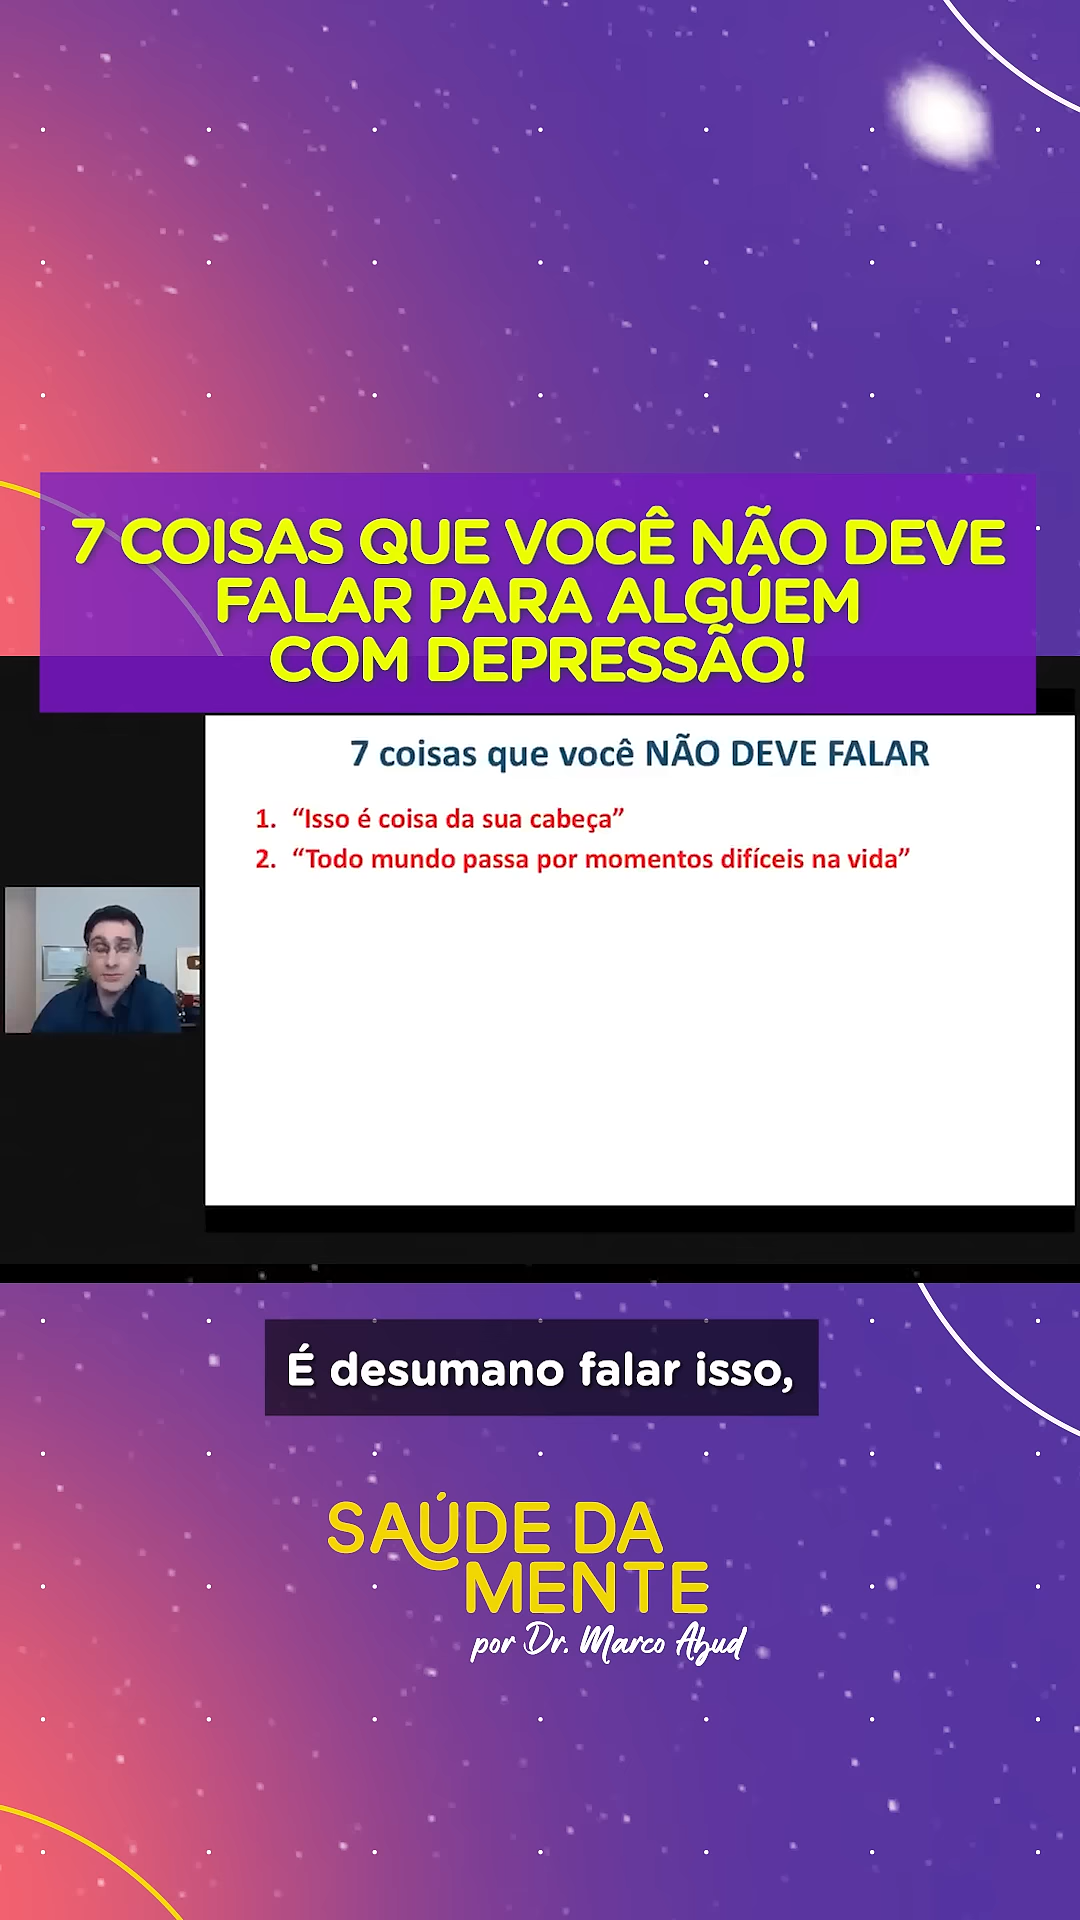 7 COISAS QUE VOCÊ NÃO DEVE
FALAR PARA ALGUÉM
COM DEPRESSÃO!
7 coisas que você NÃO DEVE FALAR
1. “Isso é coisa da sua cabeça”
2. “Todo mundo passa por momentos difíceis na vida”
É desumano falar isso,
SAÚDE DA
MENTE
por Dr. Marco Abud